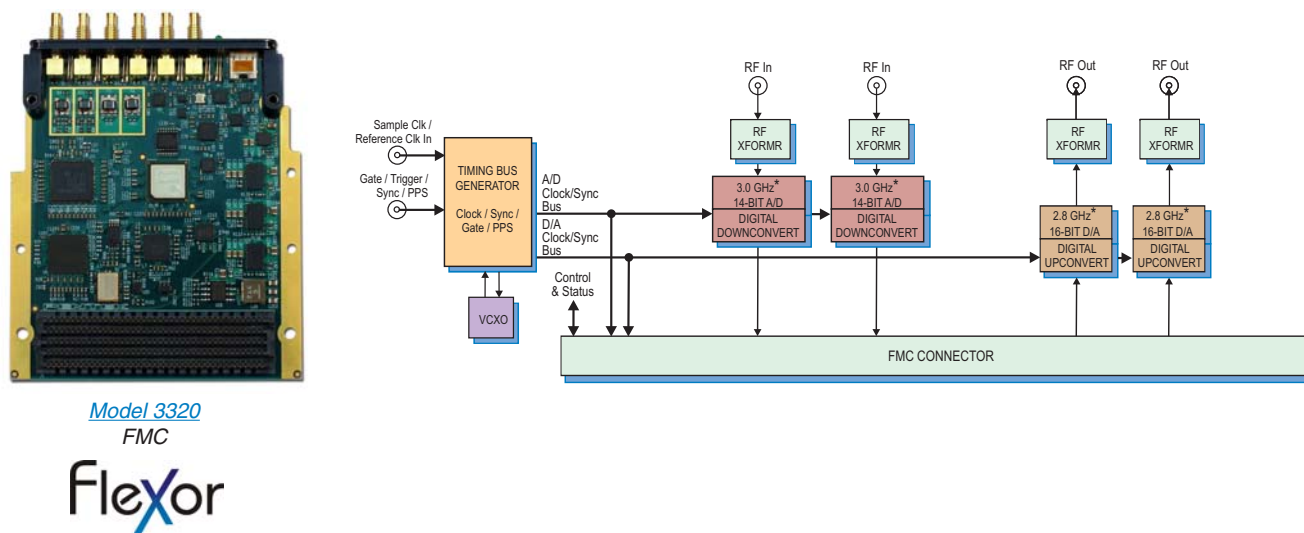 Model 3320
FMC
Flexor
Sample Clk /
Reference Clk In
Gate / Trigger /
Sync / PPS
TIMING BUS
GENERATOR
Clock / Sync /
Gate / PPS
VCXO
A/D
Clock/Sync
Bus
D/A
Clock/Sync
Bus
Control
& Status
RF In
RF
XFORMR
3.0 GHz*
14-BIT A/D
DIGITAL
DOWNCONVERT
RF In
RF
XFORMR
3.0 GHz*
14-BIT A/D
DIGITAL
DOWNCONVERT
RF Out
RF
XFORMR
2.8 GHz*
16-BIT D/A
DIGITAL
UPCONVERT
RF Out
RF
XFORMR
2.8 GHz*
16-BIT D/A
DIGITAL
UPCONVERT
FMC CONNECTOR